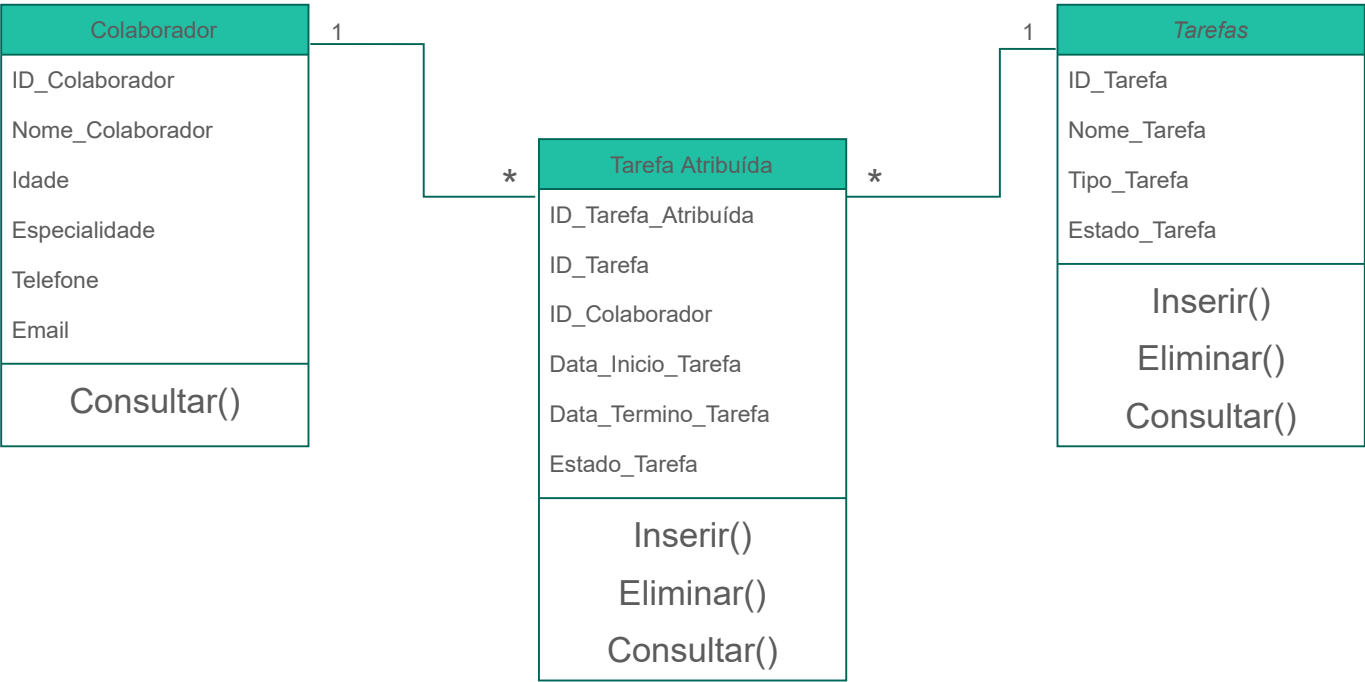 Colaborador
ID_Colaborador
Nome_Colaborador
Idade
Especialidade
Telefone
Email
Consultar()
1
*
Tarefa Atribuída
ID_Tarefa_Atribuída
ID_Tarefa
ID_Colaborador
Data_Inicio_Tarefa
Data_Termino_Tarefa
Estado_Tarefa
Inserir()
Eliminar()
Consultar()
*
1
Tarefas
ID_Tarefa
Nome_Tarefa
Tipo_Tarefa
Estado_Tarefa
Inserir()
Eliminar()
Consultar()